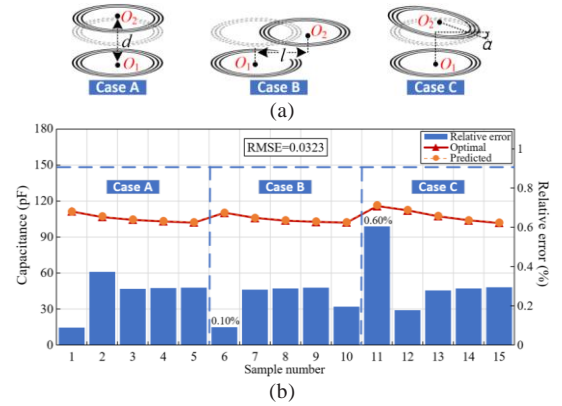 O2
d
O1
Case A
O2
O1
l
Case B
O2
O1
α
Case C
(a)
Capacitance (pF)
180
150
120
90
60
30
0
RMSE=0.0323
Relative error
Optimal
Predicted
Case A
Case B
Case C
0.10%
0.60%
1
0.8
0.6
0.4
0.2
0
Relative error (%)
1 2 3 4 5 6 7 8 9 10 11 12 13 14 15
Sample number
(b)